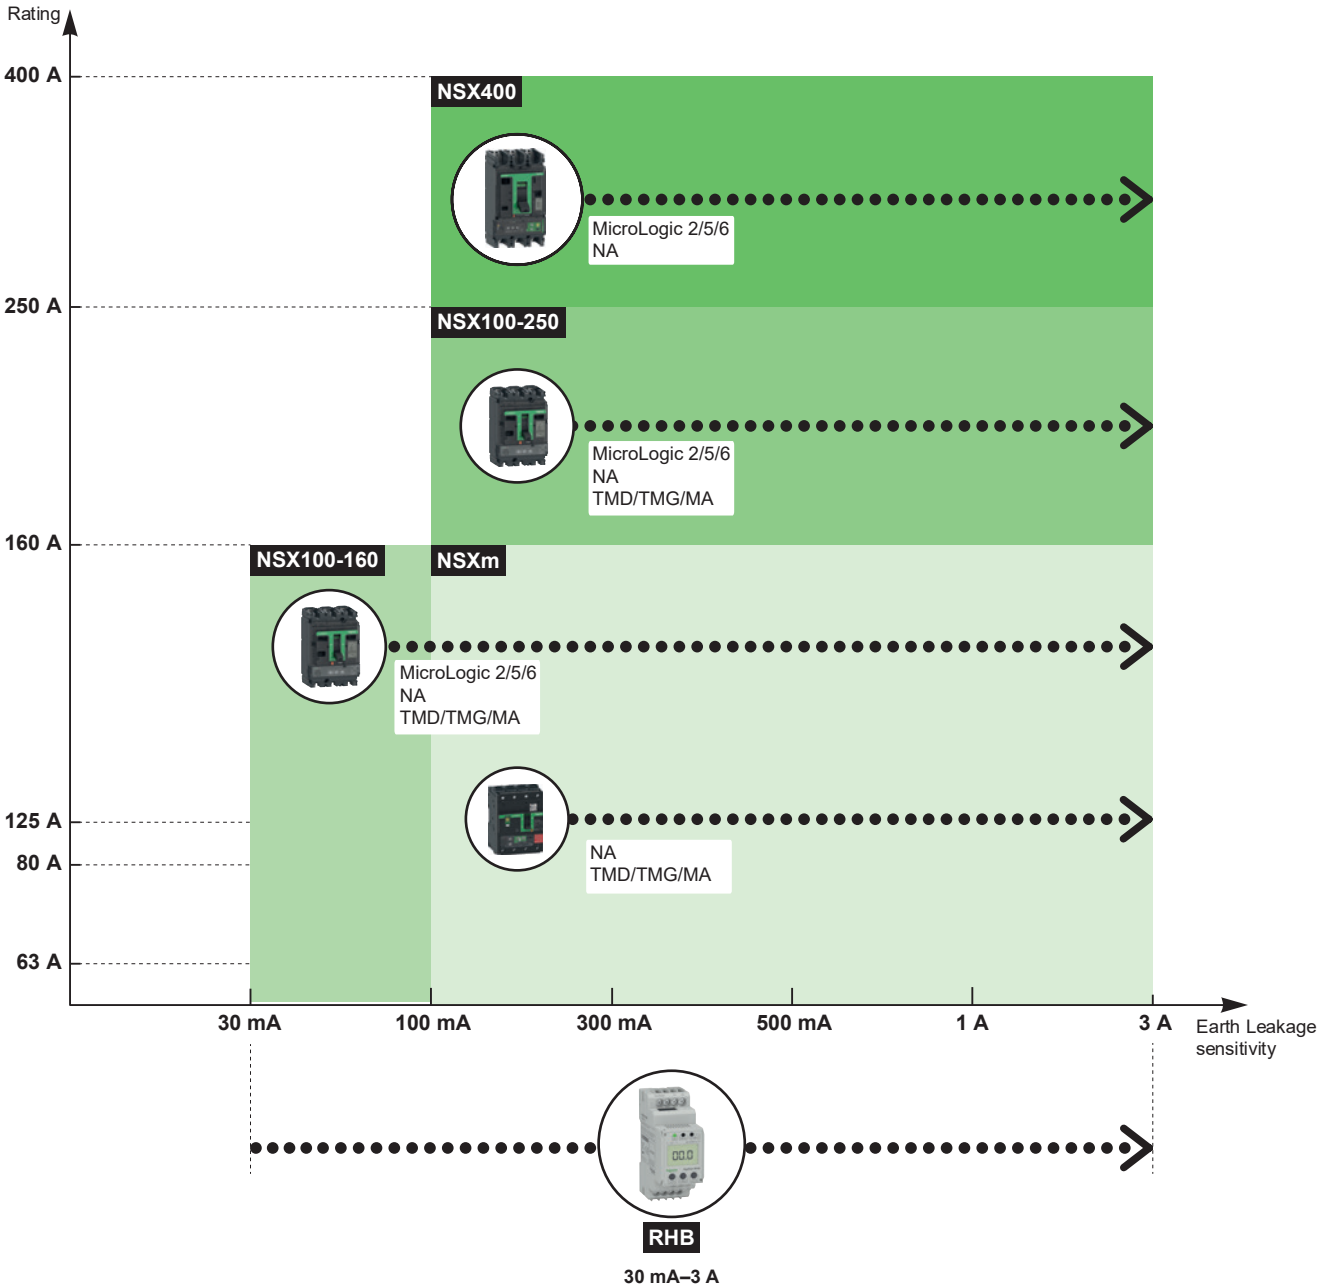 Rating
400 A
NSX400
MicroLogic 2/5/6
NA
250 A
NSX100-250
MicroLogic 2/5/6
NA
TMD/TMG/MA
160 A
NSX100-160
NSXm
MicroLogic 2/5/6
NA
TMD/TMG/MA
125 A
80 A
NA
TMD/TMG/MA
63 A
30 mA
100 mA
300 mA
500 mA
1 A
3 A
Earth Leakage
sensitivity
00.0
RHB
30 mA–3 A